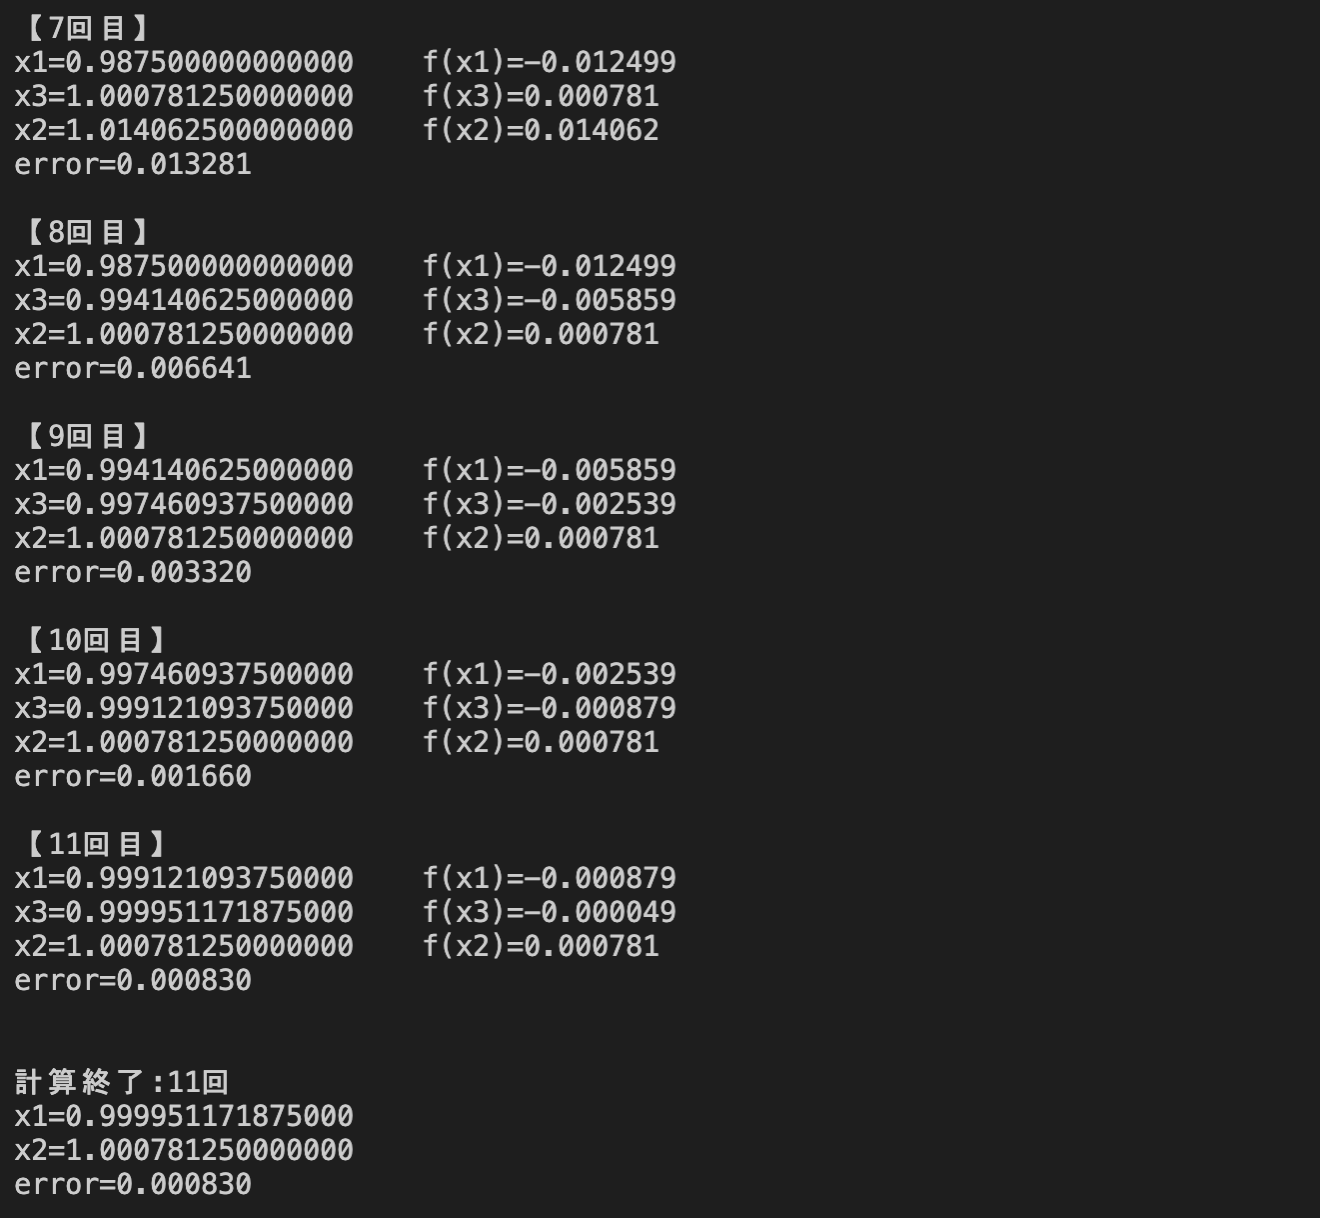 【7回目】
x1=0.987500000000000    f(x1)=-0.012499
x3=1.000781250000000    f(x3)=0.000781
x2=1.014062500000000    f(x2)=0.014062
error=0.013281
【8回目】
x1=0.987500000000000    f(x1)=-0.012499
x3=0.994140625000000    f(x3)=-0.005859
x2=1.000781250000000    f(x2)=0.000781
error=0.006641
【9回目】
x1=0.994140625000000    f(x1)=-0.005859
x3=0.997460937500000    f(x3)=-0.002539
x2=1.000781250000000    f(x2)=0.000781
error=0.003320
【10回目】
x1=0.997460937500000    f(x1)=-0.002539
x3=0.999121093750000    f(x3)=-0.000879
x2=1.000781250000000    f(x2)=0.000781
error=0.001660
【11回目】
x1=0.999121093750000    f(x1)=-0.000879
x3=0.999951171875000    f(x3)=-0.000049
x2=1.000781250000000    f(x2)=0.000781
error=0.000830
計算終了:11回
x1=0.999951171875000
x2=1.000781250000000
error=0.000830